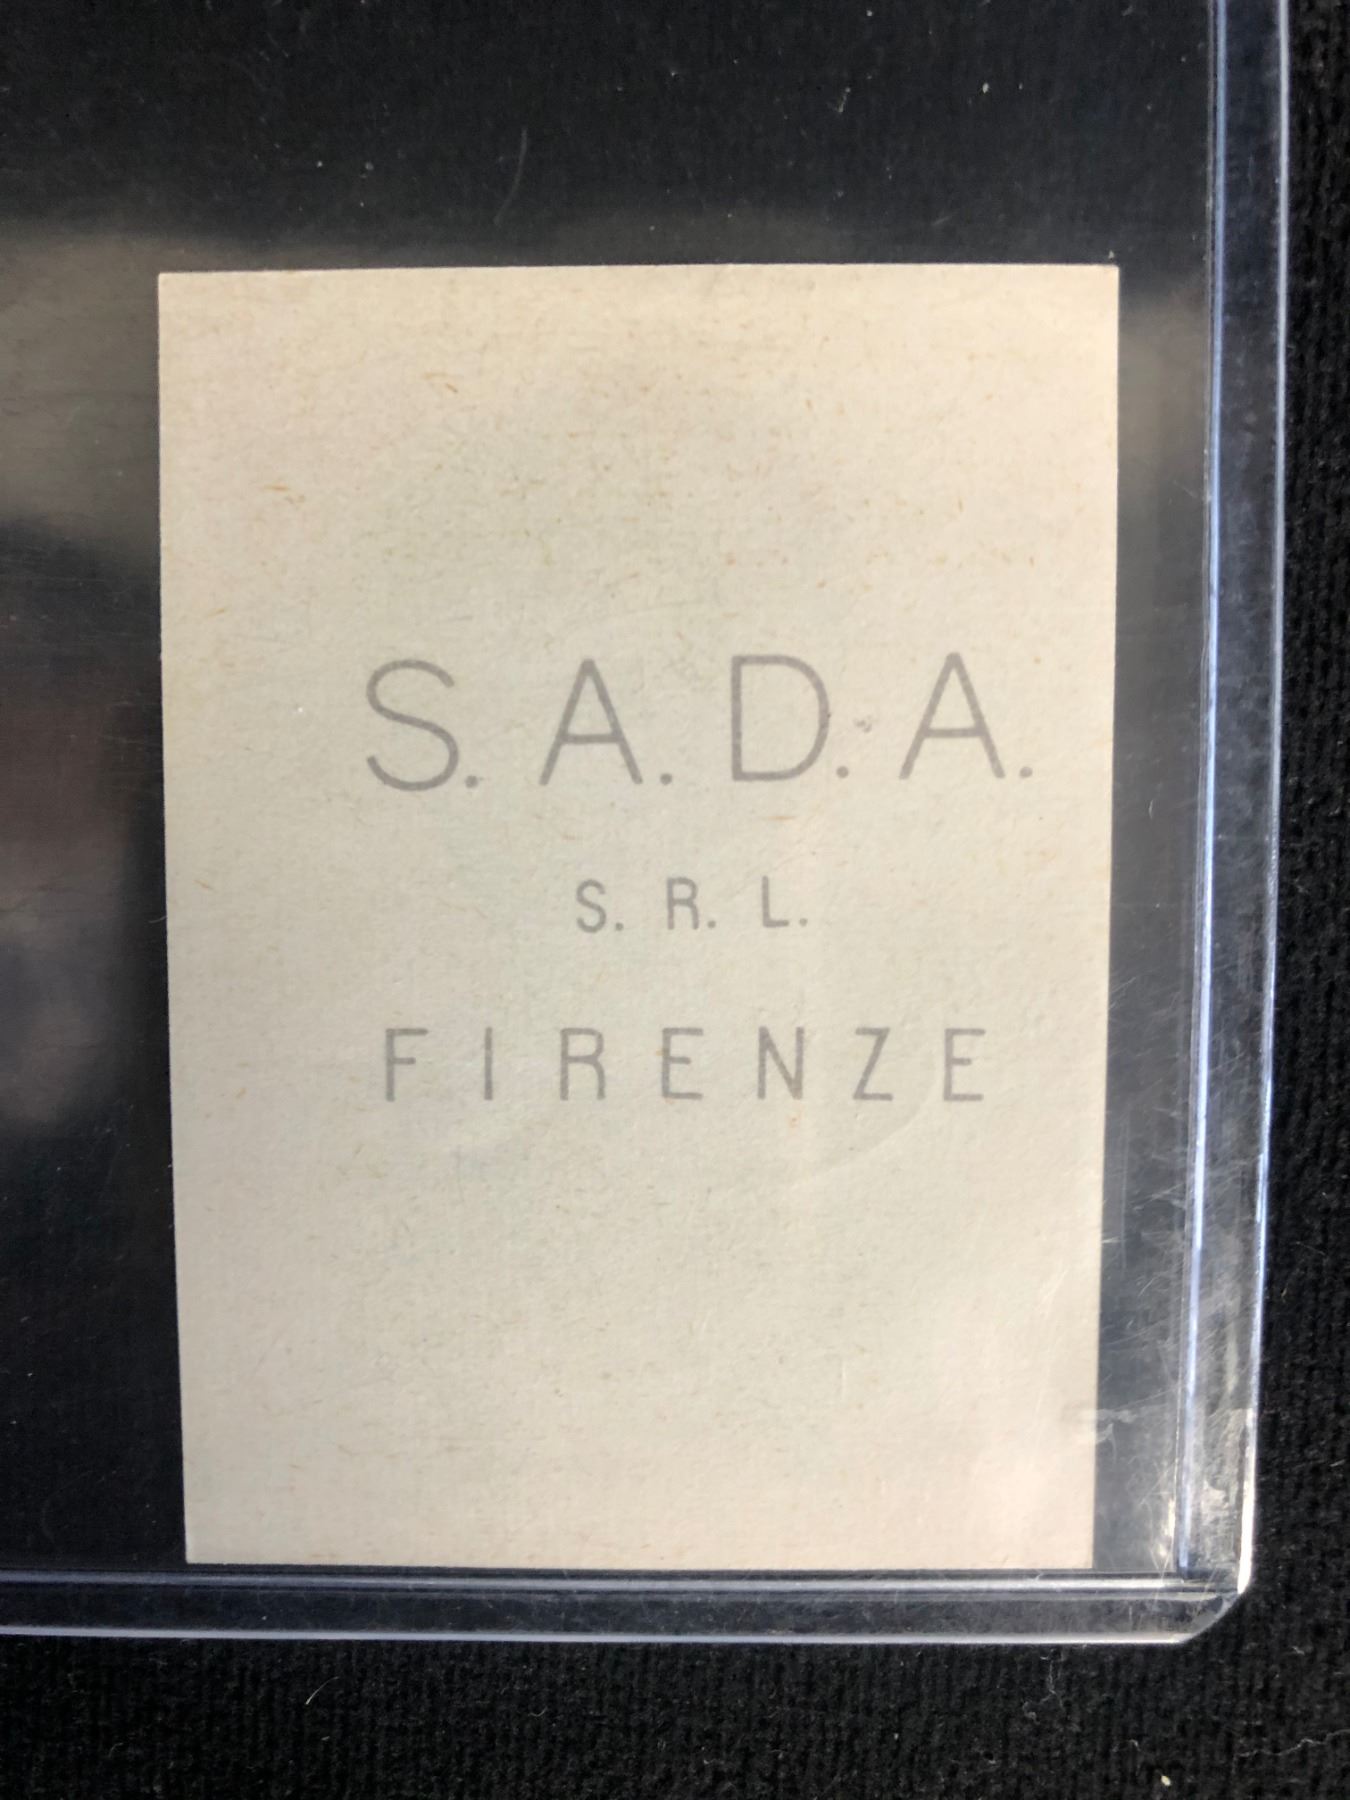 S. A. D. A.
S. R. L.
FIRENZE